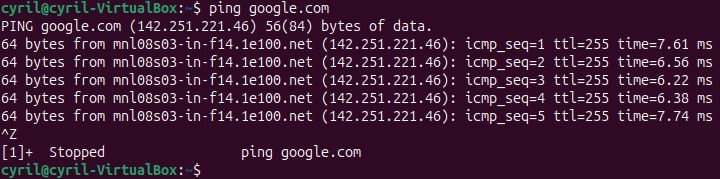 cyril@cyril-VirtualBox:~$ ping google.com
PING google.com (142.251.221.46) 56(84) bytes of data.
64 bytes from mnl08s03-in-f14.1e100.net (142.251.221.46): icmp_seq=1 ttl=255 time=7.61 ms
64 bytes from mnl08s03-in-f14.1e100.net (142.251.221.46): icmp_seq=2 ttl=255 time=6.56 ms
64 bytes from mnl08s03-in-f14.1e100.net (142.251.221.46): icmp_seq=3 ttl=255 time=6.22 ms
64 bytes from mnl08s03-in-f14.1e100.net (142.251.221.46): icmp_seq=4 ttl=255 time=6.38 ms
64 bytes from mnl08s03-in-f14.1e100.net (142.251.221.46): icmp_seq=5 ttl=255 time=7.74 ms
^Z
[1]+  Stopped                 ping google.com
cyril@cyril-VirtualBox:~$